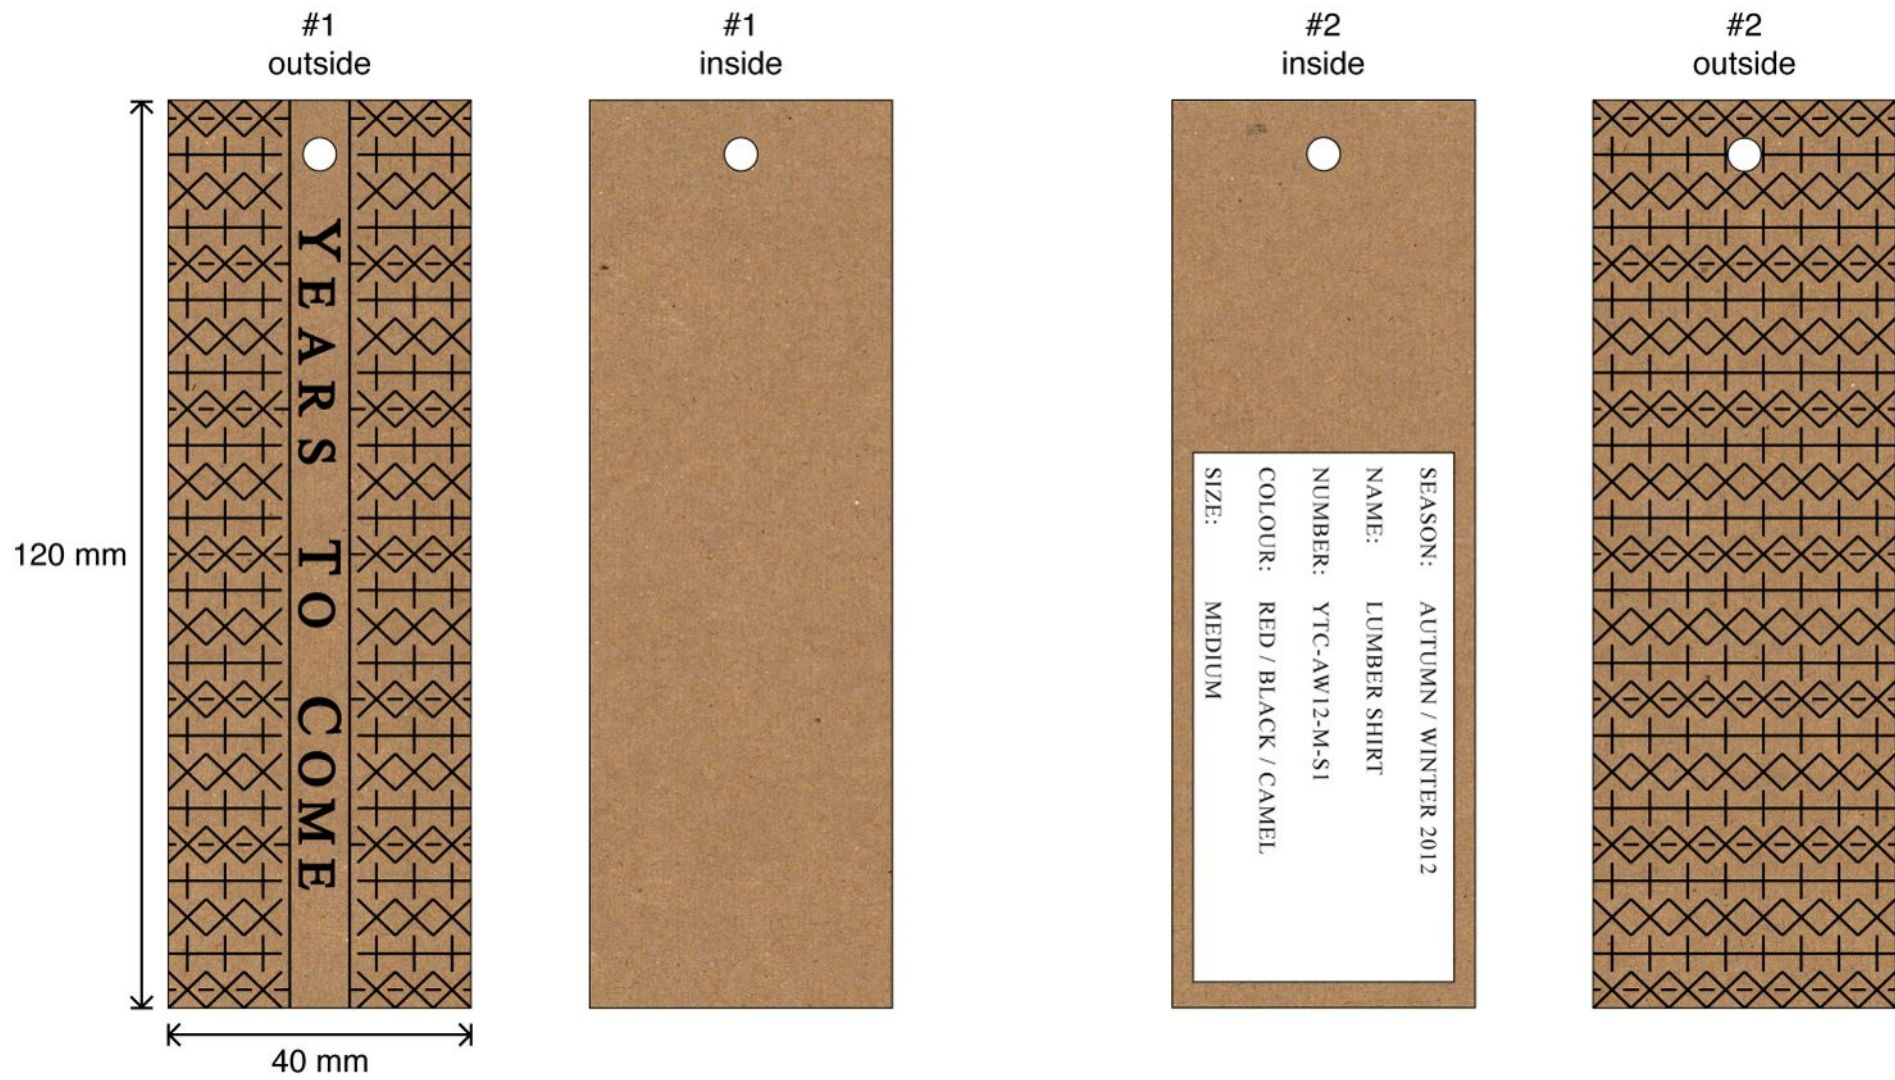 #1
outside
#1
inside
#2
inside
#2
outside
120 mm
40 mm
YEARS TO COME
SEASON: AUTUMN / WINTER 2012
NAME: LUMBER SHIRT
NUMBER: YTC-AW12-M-S1
COLOUR: RED / BLACK / CAMEL
SIZE: MEDIUM